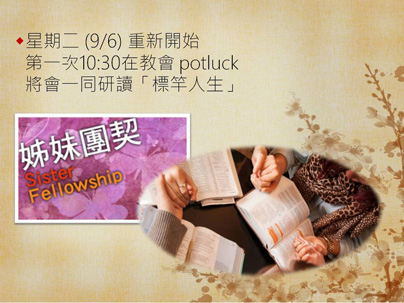 星期二 (9/6) 重新開始
第一次10:30在教會 potluck
將會一同研讀「標竿人生」
姊妹團契
Sister
Fellowship